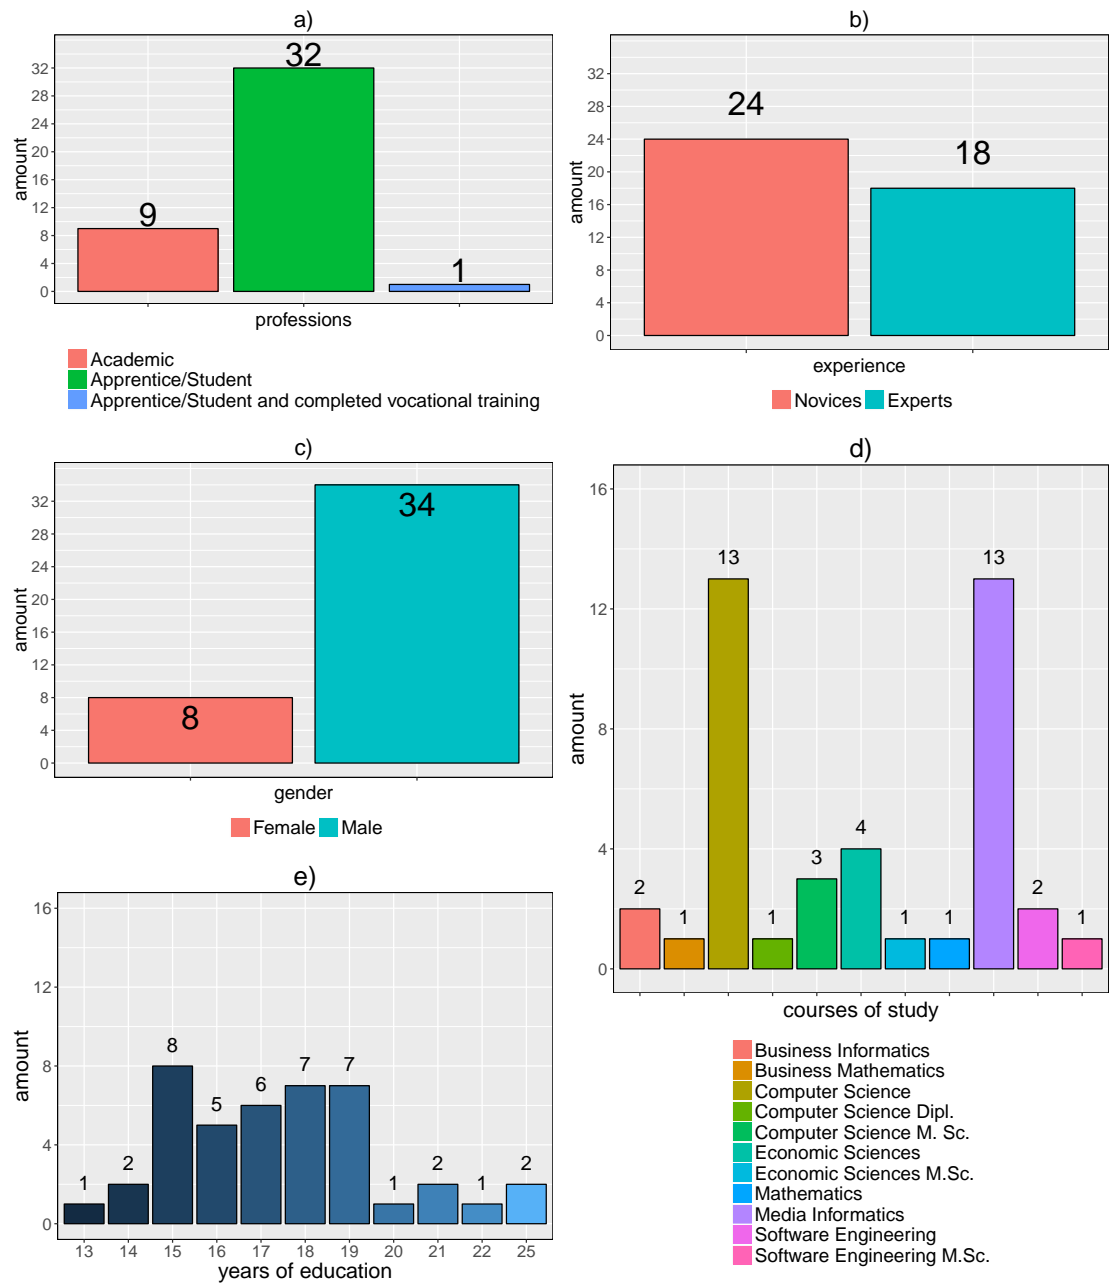 a)
32
28
24
20
16
12
8
4
0
amount
9
32
1
professions
Academic
Apprentice/Student
Apprentice/Student and completed vocational training
b)
32
28
24
20
16
12
8
4
0
amount
24
18
experience
Novices Experts
c)
32
28
24
20
16
12
8
4
0
amount
8
34
gender
Female Male
d)
16
12
8
4
0
amount
2
1
13
1
3
4
1
1
13
2
1
courses of study
Business Informatics
Business Mathematics
Computer Science
Computer Science Dipl.
Computer Science M. Sc.
Economic Sciences
Economic Sciences M.Sc.
Mathematics
Media Informatics
Software Engineering
Software Engineering M.Sc.
e)
16
12
8
4
0
amount
1
2
8
5
6
7
7
1
2
1
2
13 14 15 16 17 18 19 20 21 22 25
years of education